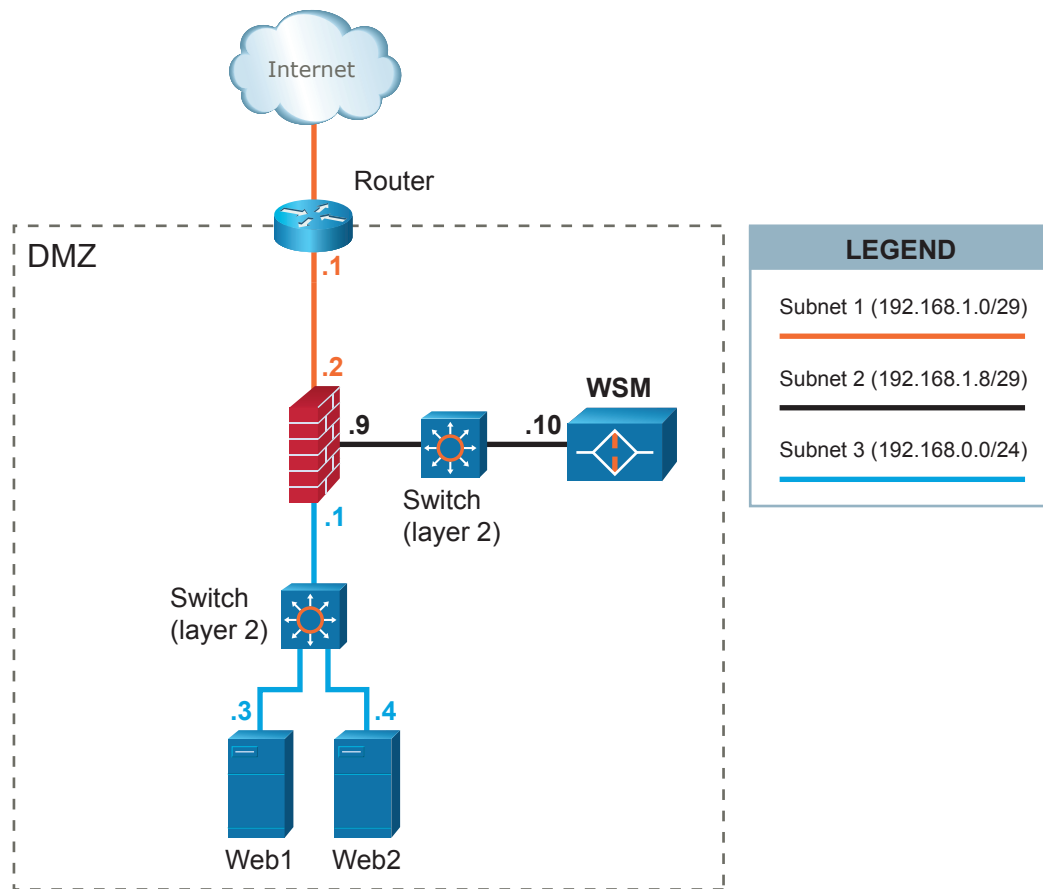 Internet
Router
DMZ
.1
.2
.9
.10
WSM
Switch
(layer 2)
.1
Switch
(layer 2)
.3
.4
Web1
Web2
LEGEND
Subnet 1 (192.168.1.0/29)
Subnet 2 (192.168.1.8/29)
Subnet 3 (192.168.0.0/24)